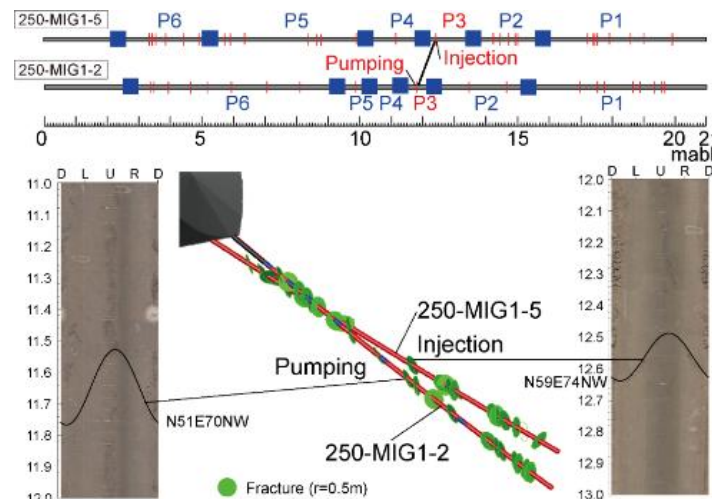 250-MIG1-5
P6 P5 P4 P3 P2 P1
Pumping Injection
250-MIG1-2
P6 P5 P4 P3 P2 P1
0 5 10 15 20 2
mabh
D L U R D
11.0
11.1
11.2
11.3
11.4
11.5
11.6
11.7
11.8
11.9
12.0
N51E70NW
250-MIG1-5
Injection
Pumping
250-MIG1-2
Fracture (r=0.5m)
D L U R D
12.0
12.1
12.2
12.3
12.4
12.5
12.6
12.7
12.8
12.9
13.0
N59E74NW